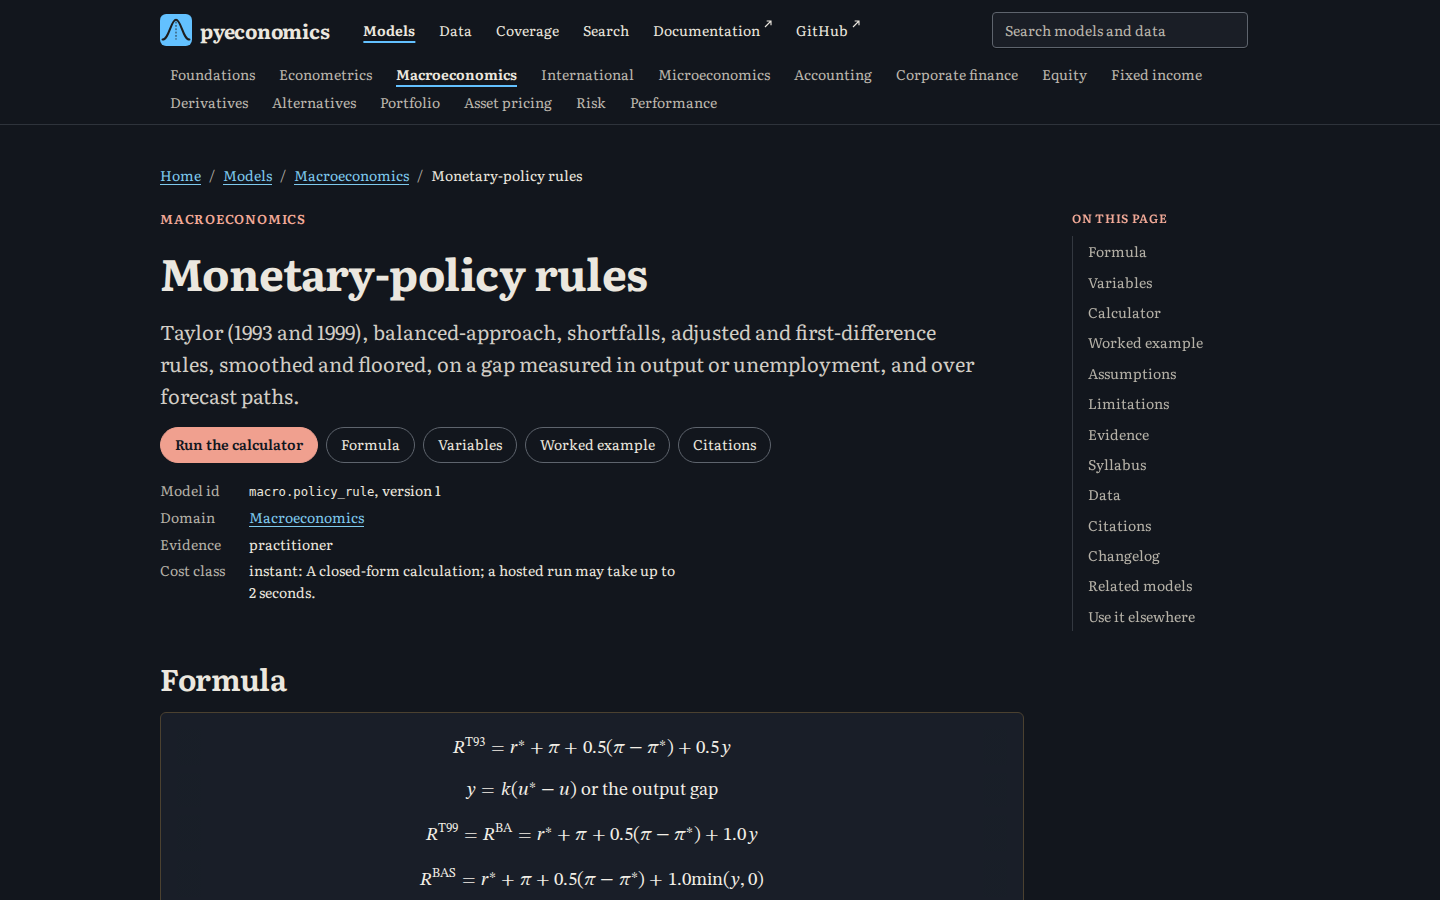 pyeconomics
Models
Data
Coverage
Search
Documentation ↗
GitHub ↗
Search models and data
Foundations
Econometrics
Macroeconomics
International
Microeconomics
Accounting
Corporate finance
Equity
Fixed income
Derivatives
Alternatives
Portfolio
Asset pricing
Risk
Performance
Home / Models / Macroeconomics / Monetary-policy rules
MACROECONOMICS
Monetary-policy rules
Taylor (1993 and 1999), balanced-approach, shortfalls, adjusted and first-difference
rules, smoothed and floored, on a gap measured in output or unemployment, and over
forecast paths.
Run the calculator
Formula
Variables
Worked example
Citations
Model id macro.policy_rule, version 1
Domain Macroeconomics
Evidence practitioner
Cost class instant: A closed-form calculation; a hosted run may take up to
2 seconds.
ON THIS PAGE
Formula
Variables
Calculator
Worked example
Assumptions
Limitations
Evidence
Syllabus
Data
Citations
Changelog
Related models
Use it elsewhere
Formula
R^T93 = r* + π + 0.5(π − π*) + 0.5y
y = k(u* − u) or the output gap
R^T99 = R^BA = r* + π + 0.5(π − π*) + 1.0y
R^BAS = r* + π + 0.5(π − π*) + 1.0min(y, 0)